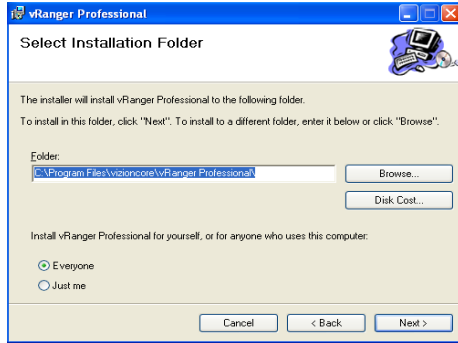 vRanger Professional
Select Installation Folder
The installer will install vRanger Professional to the following folder.
To install in this folder, click "Next". To install to a different folder, enter it below or click "Browse".
Folder:
C:\Program Files\vizioncore\vRanger Professional\
Browse...
Disk Cost...
Install vRanger Professional for yourself, or for anyone who uses this computer:
Everyone
Just me
Cancel
< Back
Next >